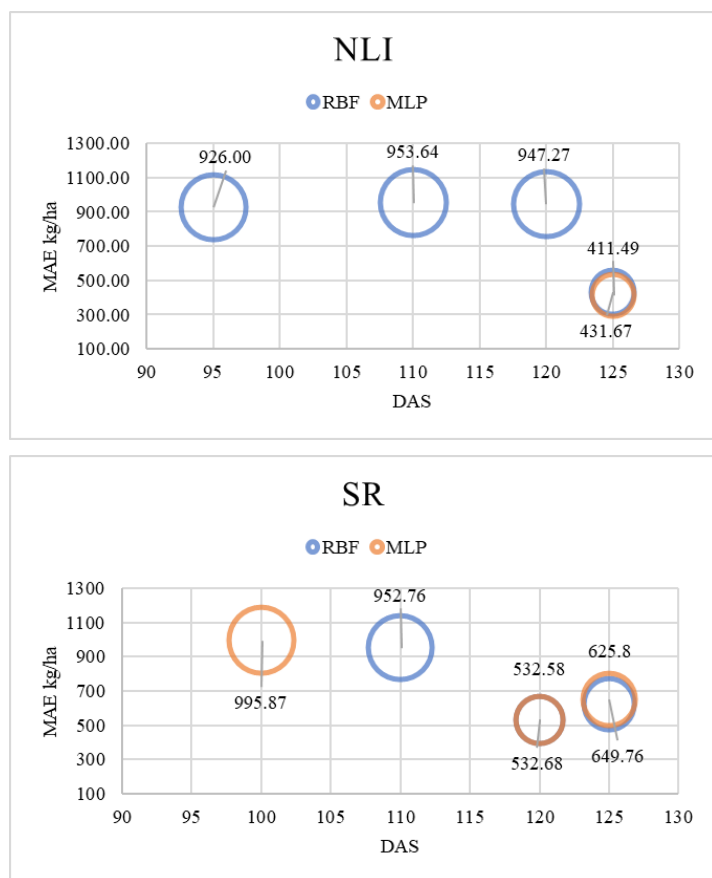 NLI
RBF MLP
1300.00
1100.00
900.00
700.00
500.00
300.00
100.00
MAE kg/ha
926.00
953.64
947.27
411.49
431.67
90 95 100 105 110 115 120 125 130
DAS
SR
RBF MLP
1300
1100
900
700
500
300
100
MAE kg/ha
952.76
995.87
532.58
625.8
532.68
649.76
90 95 100 105 110 115 120 125 130
DAS